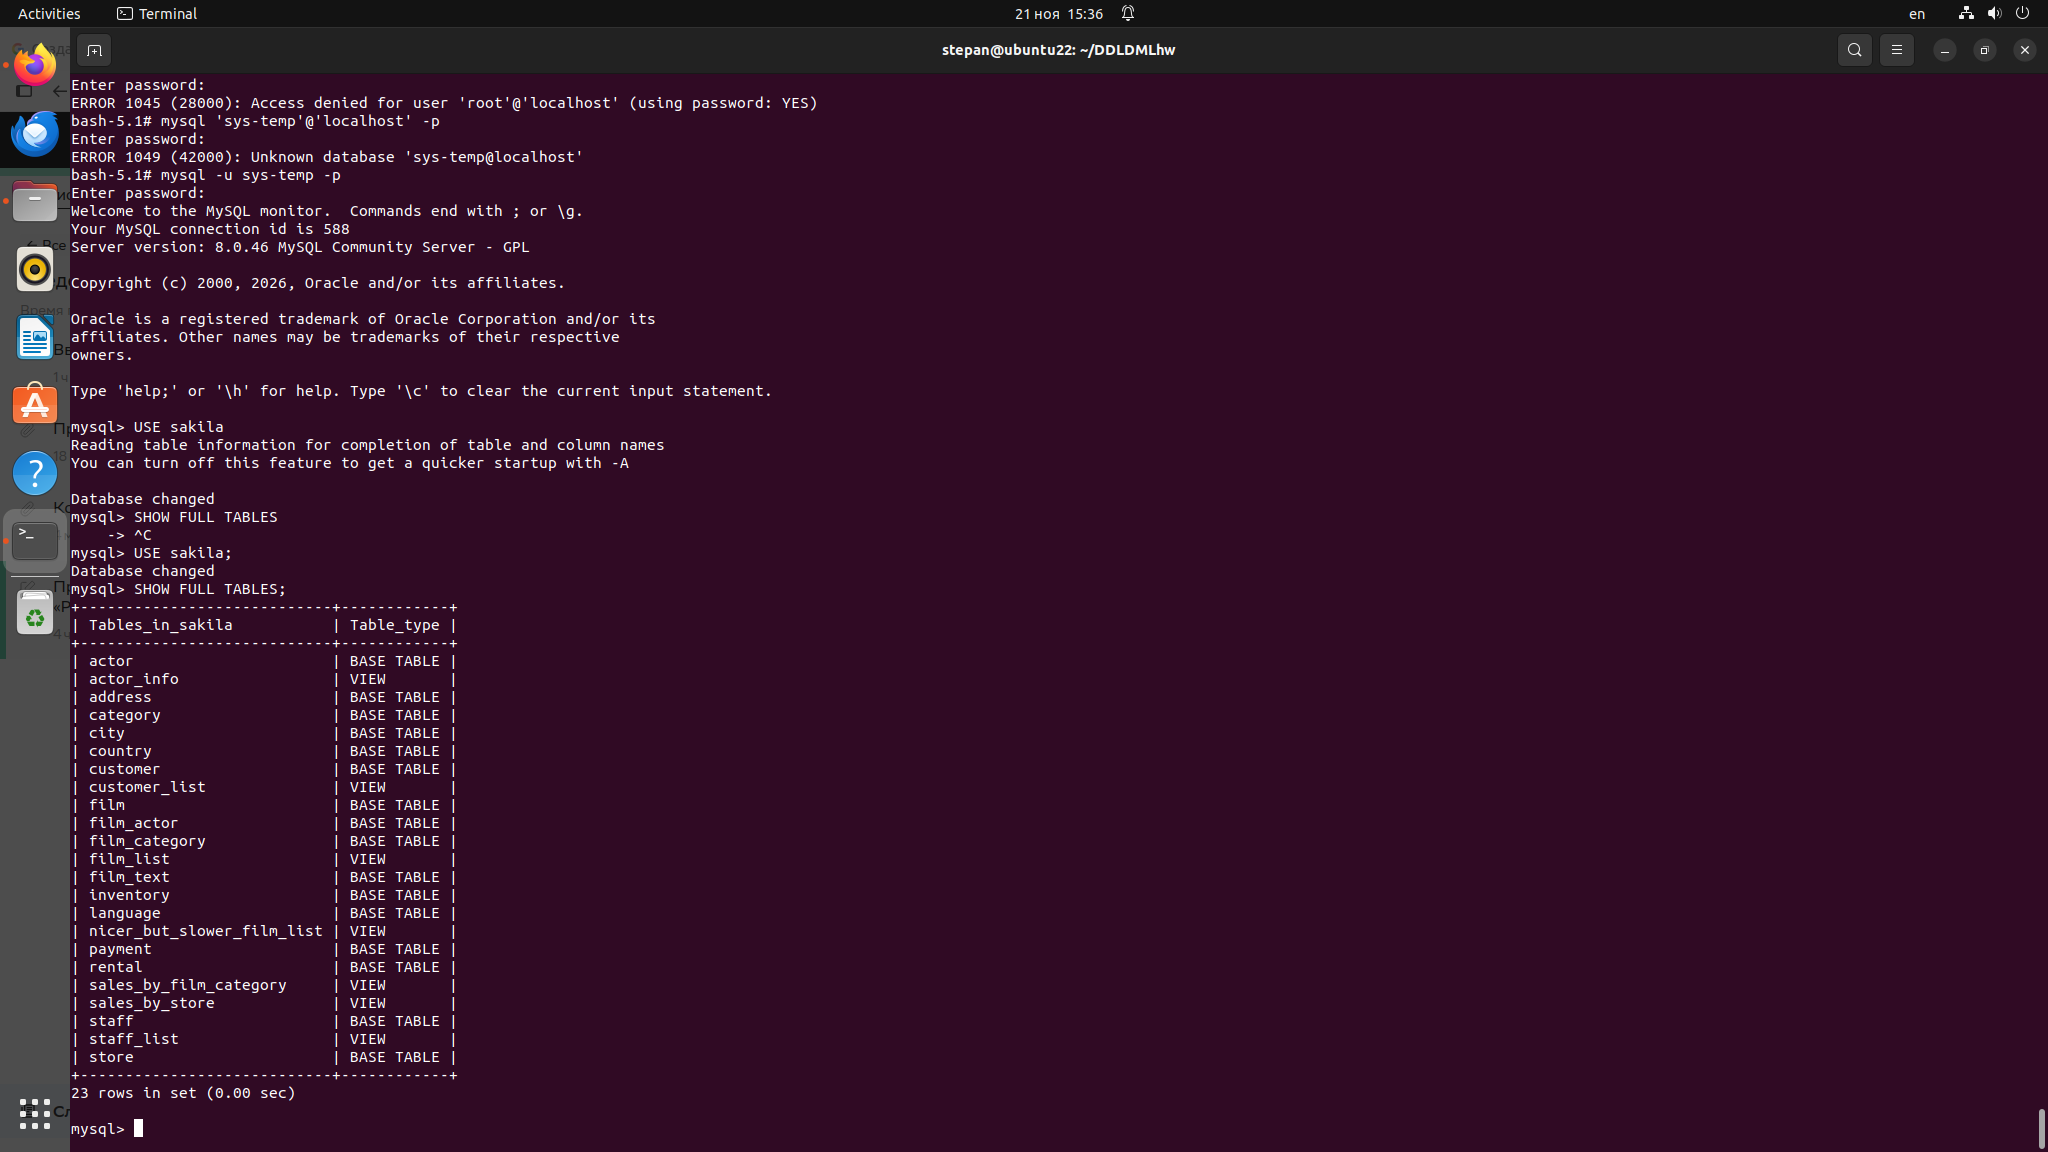 Activities
Terminal
21 ноя 15:36
en
stepan@ubuntu22: ~/DDLDMLhw
Enter password:
ERROR 1045 (28000): Access denied for user 'root'@'localhost' (using password: YES)
bash-5.1# mysql 'sys-temp'@'localhost' -p
Enter password:
ERROR 1049 (42000): Unknown database 'sys-temp@localhost'
bash-5.1# mysql -u sys-temp -p
Enter password:
Welcome to the MySQL monitor.  Commands end with ; or \g.
Your MySQL connection id is 588
Server version: 8.0.46 MySQL Community Server - GPL
Copyright (c) 2000, 2026, Oracle and/or its affiliates.
Oracle is a registered trademark of Oracle Corporation and/or its
affiliates. Other names may be trademarks of their respective
owners.
Type 'help;' or '\h' for help. Type '\c' to clear the current input statement.
mysql> USE sakila
Reading table information for completion of table and column names
You can turn off this feature to get a quicker startup with -A
Database changed
mysql> SHOW FULL TABLES
    -> ^C
mysql> USE sakila;
Database changed
mysql> SHOW FULL TABLES;
+----------------------------+------------+
| Tables_in_sakila           | Table_type |
+----------------------------+------------+
| actor                      | BASE TABLE |
| actor_info                 | VIEW       |
| address                    | BASE TABLE |
| category                   | BASE TABLE |
| city                       | BASE TABLE |
| country                    | BASE TABLE |
| customer                   | BASE TABLE |
| customer_list              | VIEW       |
| film                       | BASE TABLE |
| film_actor                 | BASE TABLE |
| film_category              | BASE TABLE |
| film_list                  | VIEW       |
| film_text                  | BASE TABLE |
| inventory                  | BASE TABLE |
| language                   | BASE TABLE |
| nicer_but_slower_film_list | VIEW       |
| payment                    | BASE TABLE |
| rental                     | BASE TABLE |
| sales_by_film_category     | VIEW       |
| sales_by_store             | VIEW       |
| staff                      | BASE TABLE |
| staff_list                 | VIEW       |
| store                      | BASE TABLE |
+----------------------------+------------+
23 rows in set (0.00 sec)
mysql>